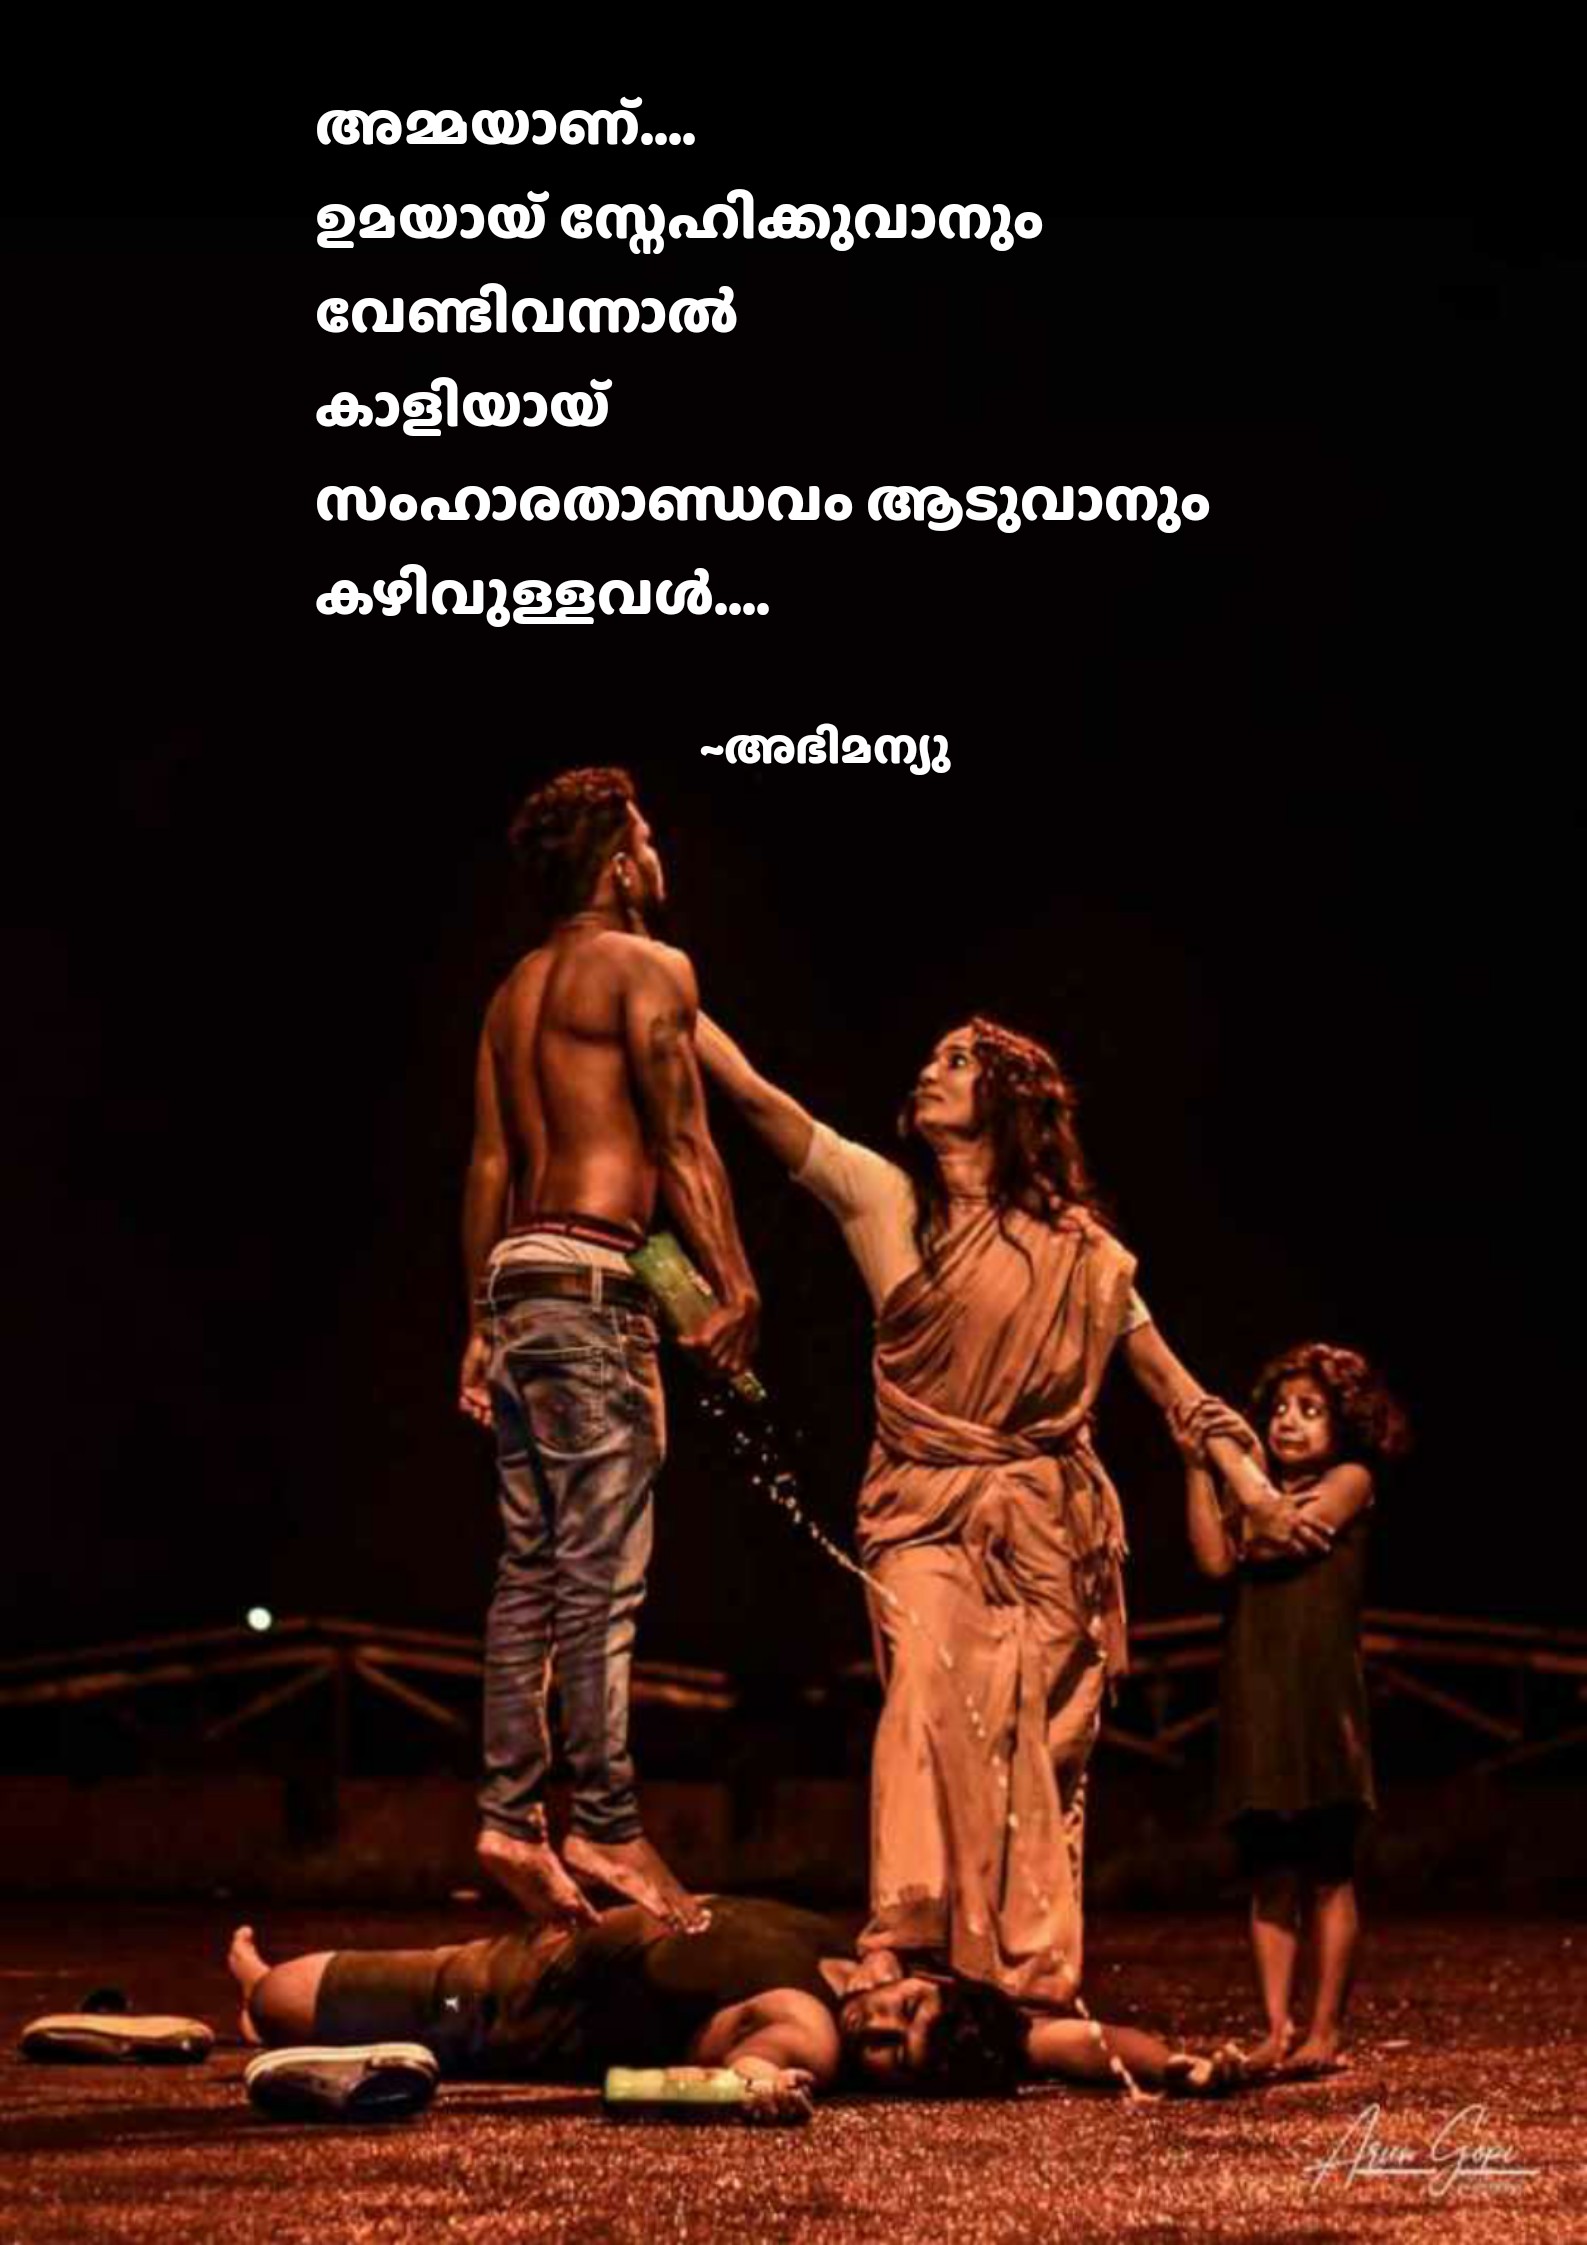 അമ്മയാണ്....
ഉമയായ് സ്നേഹിക്കുവാനും
വേണ്ടിവന്നാൽ
കാളിയായ്
സംഹാരതാണ്ഡവം ആടുവാനും
കഴിവുള്ളവൾ....
~അഭിമന്യു
Arun Gopi